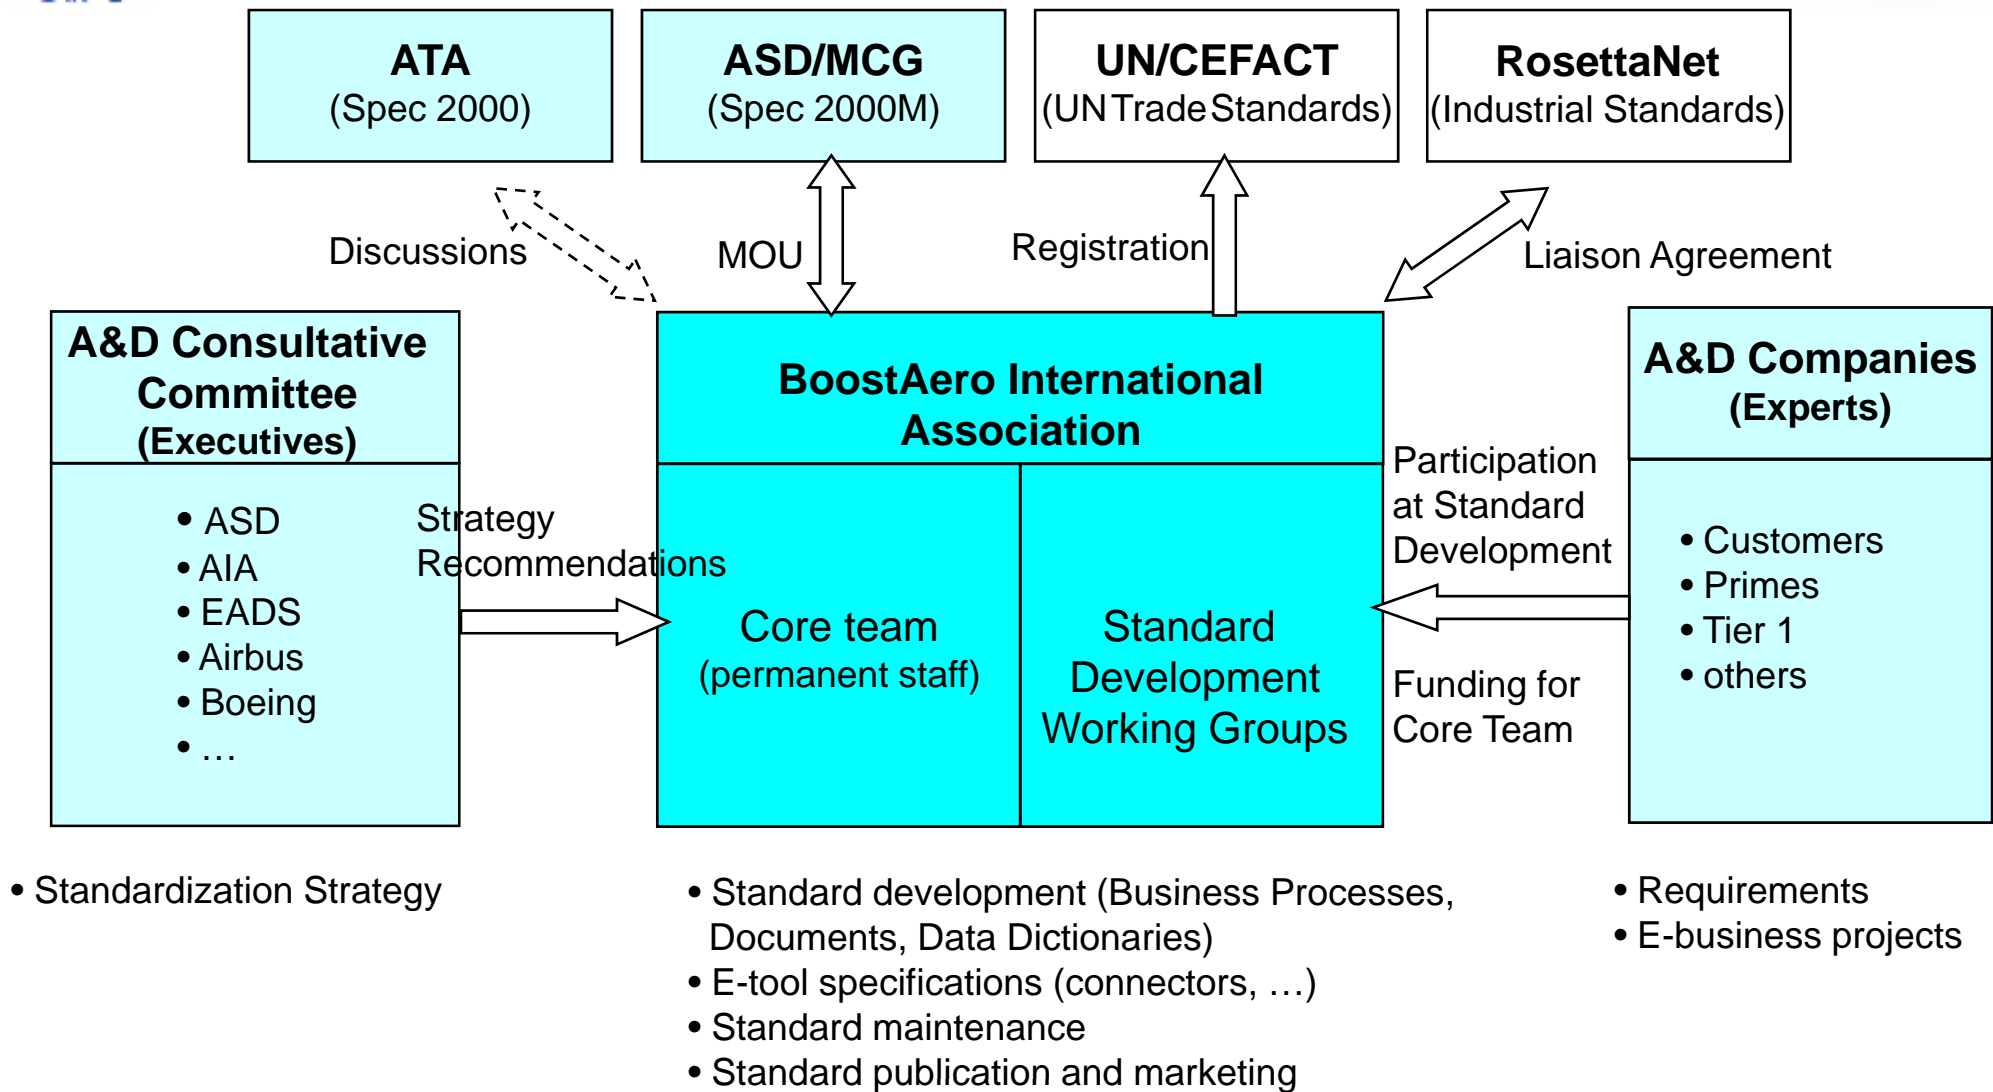 ATA
(Spec 2000)
ASD/MCG
(Spec 2000M)
UN/CEFACT
(UN Trade Standards)
RosettaNet
(Industrial Standards)
Discussions
MOU
Registration
Liaison Agreement
A&D Consultative
Committee
(Executives)
• ASD
• AIA
• EADS
• Airbus
• Boeing
• …
Strategy
Recommendations
BoostAero International
Association
Core team
(permanent staff)
Standard
Development
Working Groups
Participation
at Standard
Development
Funding for
Core Team
A&D Companies
(Experts)
• Customers
• Primes
• Tier 1
• others
• Standardization Strategy
• Standard development (Business Processes,
Documents, Data Dictionaries)
• E-tool specifications (connectors, …)
• Standard maintenance
• Standard publication and marketing
• Requirements
• E-business projects